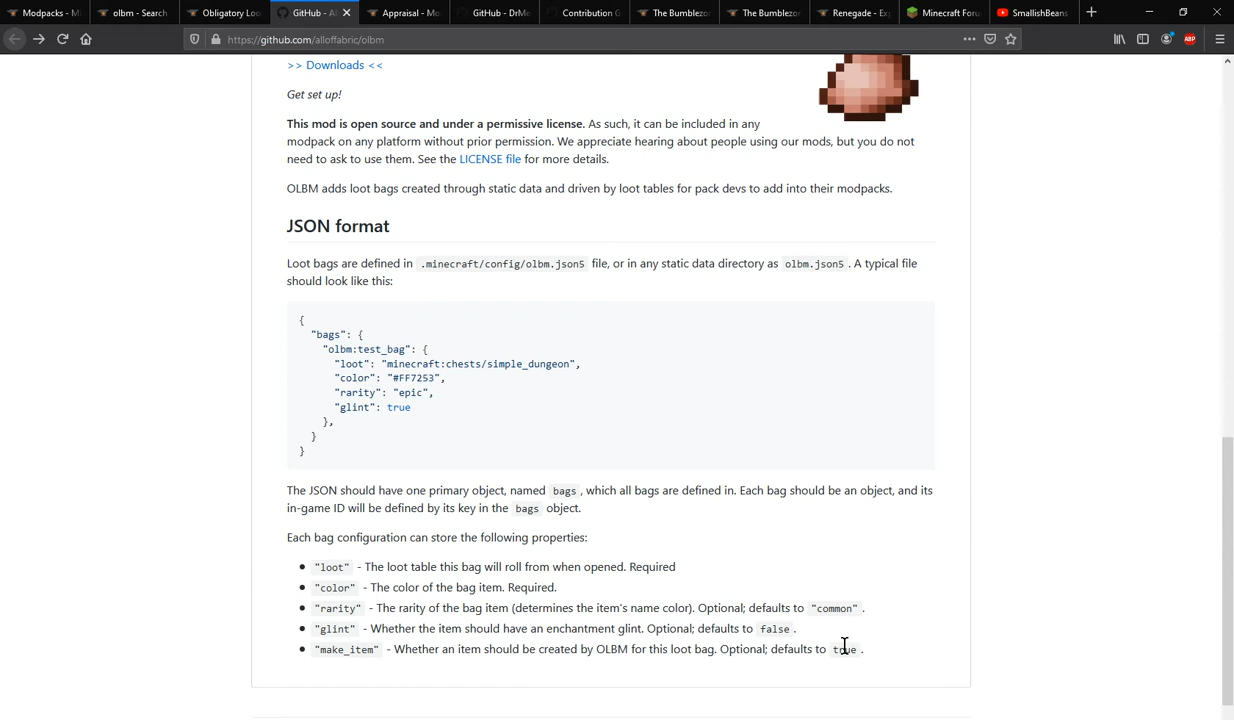 Modpacks - Mi
olbm - Search
Obligatory Loo
GitHub - Al
Appraisal - Mo
GitHub - DrMe
Contribution G
The Bumblezo
The Bumblezo
Renegade - Exp
Minecraft Foru
SmallishBeans
https://github.com/alloffabric/olbm
>> Downloads <<
Get set up!
This mod is open source and under a permissive license. As such, it can be included in any
modpack on any platform without prior permission. We appreciate hearing about people using our mods, but you do not
need to ask to use them. See the LICENSE file for more details.
OLBM adds loot bags created through static data and driven by loot tables for pack devs to add into their modpacks.
JSON format
Loot bags are defined in .minecraft/config/olbm.json5 file, or in any static data directory as olbm.json5. A typical file
should look like this:
{
"bags": {
"olbm:test_bag": {
"loot": "minecraft:chests/simple_dungeon",
"color": "#FF7253",
"rarity": "epic",
"glint": true
},
}
}
The JSON should have one primary object, named bags, which all bags are defined in. Each bag should be an object, and its
in-game ID will be defined by its key in the bags object.
Each bag configuration can store the following properties:
"loot" - The loot table this bag will roll from when opened. Required
"color" - The color of the bag item. Required.
"rarity" - The rarity of the bag item (determines the item's name color). Optional; defaults to "common".
"glint" - Whether the item should have an enchantment glint. Optional; defaults to false.
"make_item" - Whether an item should be created by OLBM for this loot bag. Optional; defaults to true.
ABP